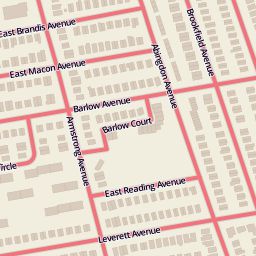 East Brandis Avenue
Brookfield Avenue
Abingdon Avenue
East Macon Avenue
Barlow Avenue
Barlow Court
Armstrong Avenue
ircle
East Reading Avenue
Leverett Avenue